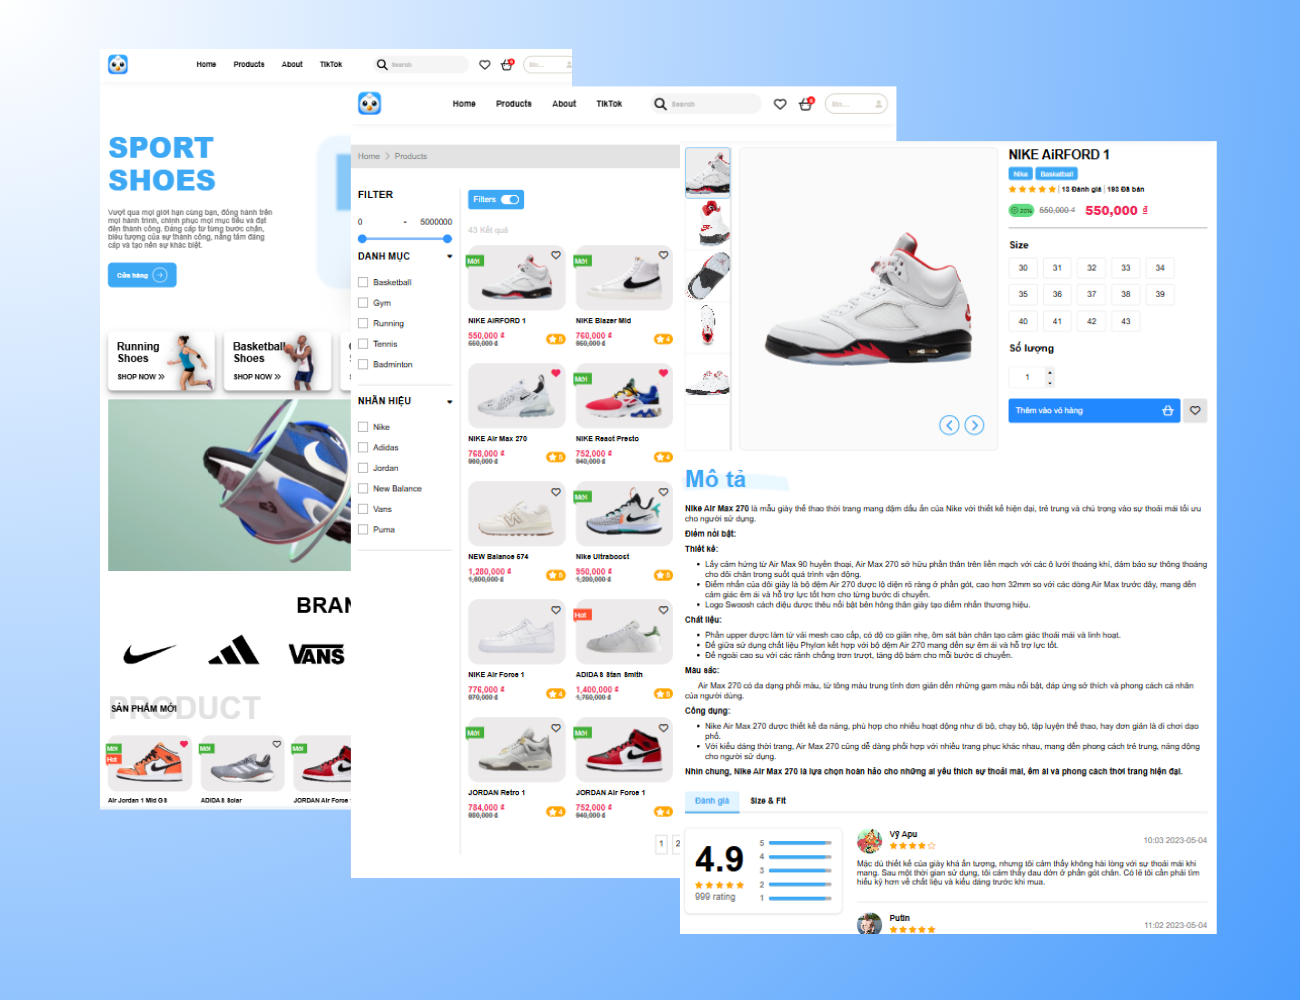 Home Products About TikTok Search
SPORT
SHOES
Vượt qua mọi giới hạn cùng bạn, đồng hành trên
mọi hành trình, chinh phục mọi mục tiêu và đạt
đến thành công. Đẳng cấp từ từng bước chân,
biểu tượng của sự thành công, nâng tầm đẳng
cấp và tạo nên sự khác biệt.
Cửa hàng
Running
Shoes
SHOP NOW
Basketball
Shoes
SHOP NOW
BRAN
VANS
PRODUCT
SẢN PHẨM MỚI
Mới
Hot
Mới
Mới
Air Jordan 1 Mid GS
ADIDAS Solar
JORDAN Air Force
Home Products About TikTok Search
Home > Products
FILTER
0 - 5000000
DANH MỤC
Basketball
Gym
Running
Tennis
Badminton
NHÃN HIỆU
Nike
Adidas
Jordan
New Balance
Vans
Puma
Filters
43 Kết quả
Mới
NIKE AiRFORD 1
550,000 ₫
550,000 ₫
5
Mới
NIKE Blazer Mid
760,000 ₫
950,000 ₫
4
NIKE Air Max 270
768,000 ₫
960,000 ₫
5
Mới
NIKE React Presto
752,000 ₫
940,000 ₫
4
NEW Balance 574
1,280,000 ₫
1,600,000 ₫
5
Mới
Nike Ultraboost
950,000 ₫
5
NIKE Air Force 1
776,000 ₫
970,000 ₫
4
Hot
ADIDAS Stan Smith
1,400,000 ₫
1,750,000 ₫
5
Mới
JORDAN Retro 1
784,000 ₫
980,000 ₫
4
Mới
JORDAN Air Force 1
752,000 ₫
940,000 ₫
4
1 2
NIKE AiRFORD 1
Nike Basketball
13 Đánh giá | 193 Đã bán
20% 550,000 ₫ 550,000 ₫
Size
30 31 32 33 34
35 36 37 38 39
40 41 42 43
Số lượng
1
Thêm vào vỏ hàng
Mô tả
Nike Air Max 270 là mẫu giày thể thao thời trang mang đậm dấu ấn của Nike với thiết kế hiện đại, trẻ trung và chú trọng vào sự thoải mái tối ưu
cho người sử dụng.
Điểm nổi bật:
Thiết kế:
• Lấy cảm hứng từ Air Max 90 huyền thoại, Air Max 270 sở hữu phần thân trên liền mạch với các ô lưới thoáng khí, đảm bảo sự thông thoáng
cho đôi chân trong suốt quá trình vận động.
• Điểm nhấn của đôi giày là bộ đệm Air 270 được lộ diện rõ ràng ở phần gót, cao hơn 32mm so với các dòng Air Max trước đây, mang đến
cảm giác êm ái và hỗ trợ lực tốt hơn cho từng bước di chuyển.
• Logo Swoosh cách điệu được thêu nổi bật bên hông thân giày tạo điểm nhấn thương hiệu.
Chất liệu:
• Phần upper được làm từ vải mesh cao cấp, có độ co giãn nhẹ, ôm sát bàn chân tạo cảm giác thoải mái và linh hoạt.
• Đế giữa sử dụng chất liệu Phylon kết hợp với bộ đệm Air 270 mang đến sự êm ái và hỗ trợ lực tốt.
• Đế ngoài cao su với các rãnh chống trơn trượt, tăng độ bám cho mỗi bước di chuyển.
Màu sắc:
Air Max 270 có đa dạng phối màu, từ tông màu trung tính đơn giản đến những gam màu nổi bật, đáp ứng sở thích và phong cách cá nhân
của người dùng.
Công dụng:
• Nike Air Max 270 được thiết kế đa năng, phù hợp cho nhiều hoạt động như đi bộ, chạy bộ, tập luyện thể thao, hay đơn giản là đi chơi dạo
phố.
• Với kiểu dáng thời trang, Air Max 270 cũng dễ dàng phối hợp với nhiều trang phục khác nhau, mang đến phong cách trẻ trung, năng động
cho người sử dụng.
Nhìn chung, Nike Air Max 270 là lựa chọn hoàn hảo cho những ai yêu thích sự thoải mái, êm ái và phong cách thời trang hiện đại.
Đánh giá Size & Fit
4.9
999 rating
5
4
3
2
1
Vỹ Apu
10:03 2023-05-04
Mặc dù thiết kế của giày khá ấn tượng, nhưng tôi cảm thấy không hài lòng với sự thoải mái khi
mang. Sau một thời gian sử dụng, tôi cảm thấy đau đớn ở phần gót chân. Có lẽ tôi cần phải tìm
hiểu kỹ hơn về chất liệu và kiểu dáng trước khi mua.
Putin
11:02 2023-05-04